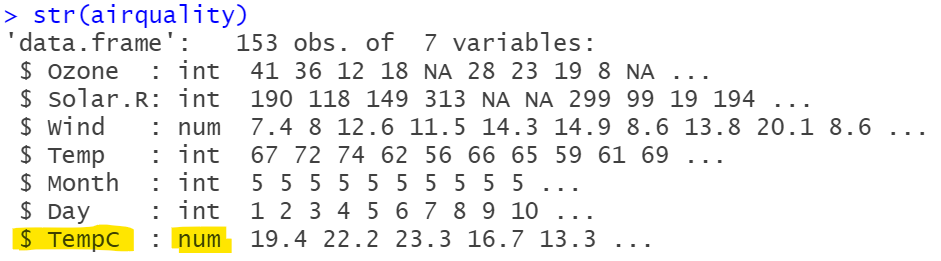 > str(airquality)
'data.frame':   153 obs. of  7 variables:
 $ Ozone  : int  41 36 12 18 NA 28 23 19 8 NA ...
 $ Solar.R: int  190 118 149 313 NA NA 299 99 19 194 ...
 $ Wind   : num  7.4 8 12.6 11.5 14.3 14.9 8.6 13.8 20.1 8.6 ...
 $ Temp   : int  67 72 74 62 56 66 65 59 61 69 ...
 $ Month  : int  5 5 5 5 5 5 5 5 5 5 ...
 $ Day    : int  1 2 3 4 5 6 7 8 9 10 ...
 $ TempC  : num  19.4 22.2 23.3 16.7 13.3 ...